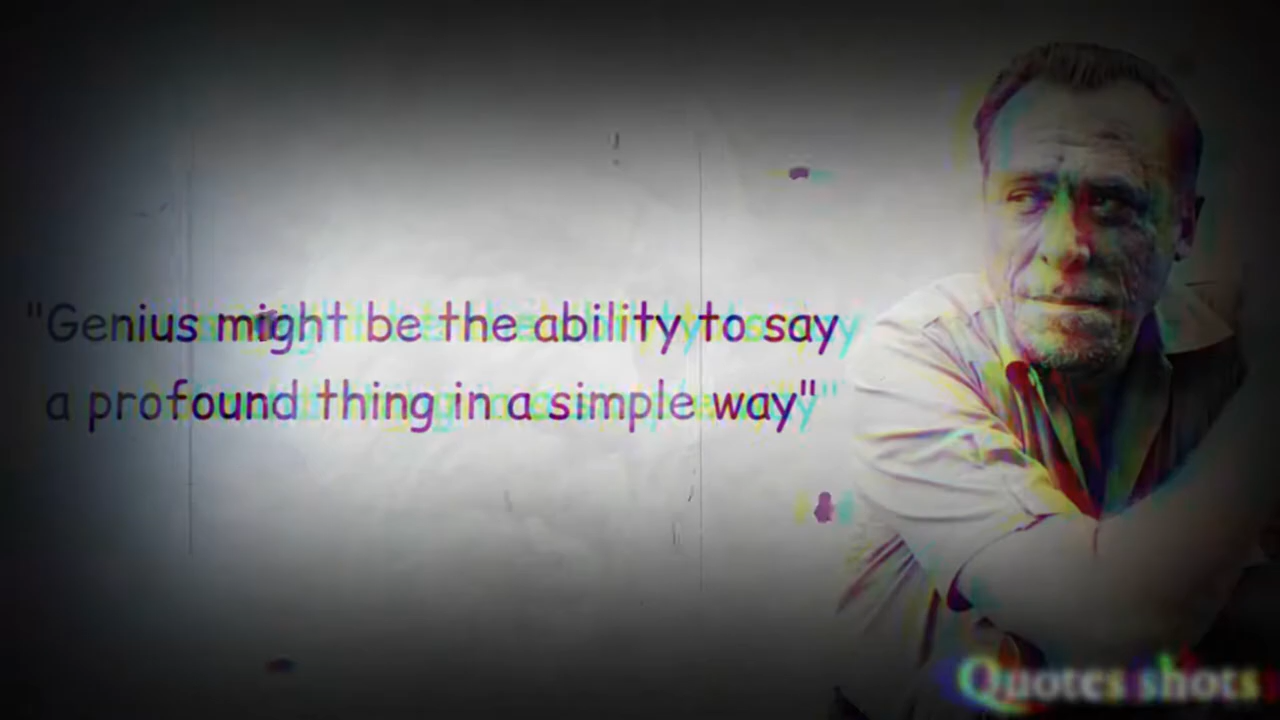 "Genius might be the ability to say
a profound thing in a simple way"
Quotes shots